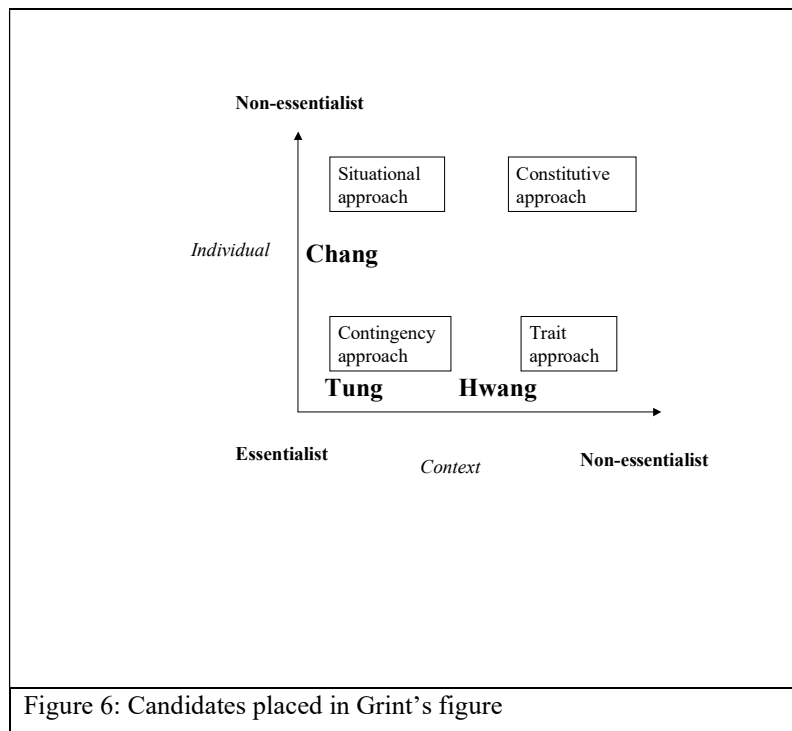 Non-essentialist
Situational
approach
Constitutive
approach
Individual
Chang
Contingency
approach
Trait
approach
Tung
Hwang
Essentialist
Context
Non-essentialist
Figure 6: Candidates placed in Grint's figure